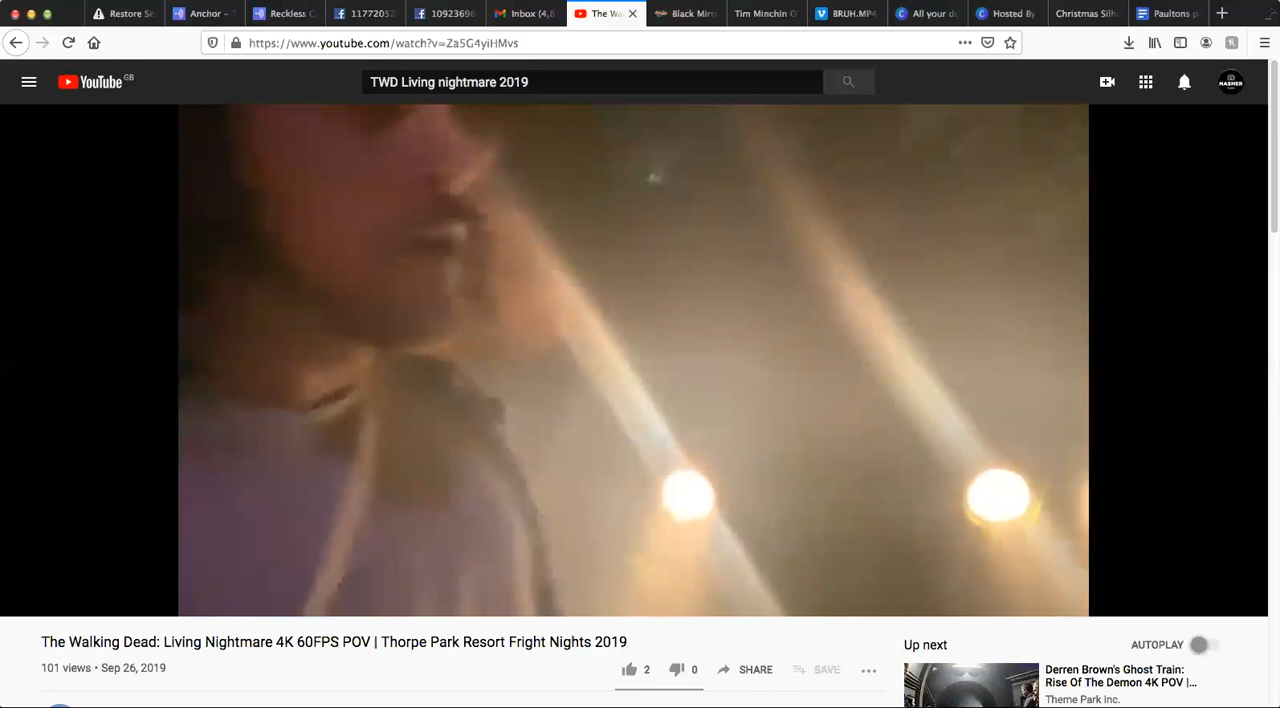 Restore Se
Anchor – T
Reckless G
1177205
1092369
Inbox (4,8
The Wa
Black Mirr
Tim Minchin O
BRUH.MP4
All your de
Hosted By
Christmas Silh
Paultons p
https://www.youtube.com/watch?v=Za5G4yiHMvs
YouTube GB
TWD Living nightmare 2019
NASHER
The Walking Dead: Living Nightmare 4K 60FPS POV | Thorpe Park Resort Fright Nights 2019
101 views • Sep 26, 2019
2
0
SHARE
SAVE
Up next
AUTOPLAY
Derren Brown's Ghost Train:
Rise Of The Demon 4K POV |...
Theme Park Inc.